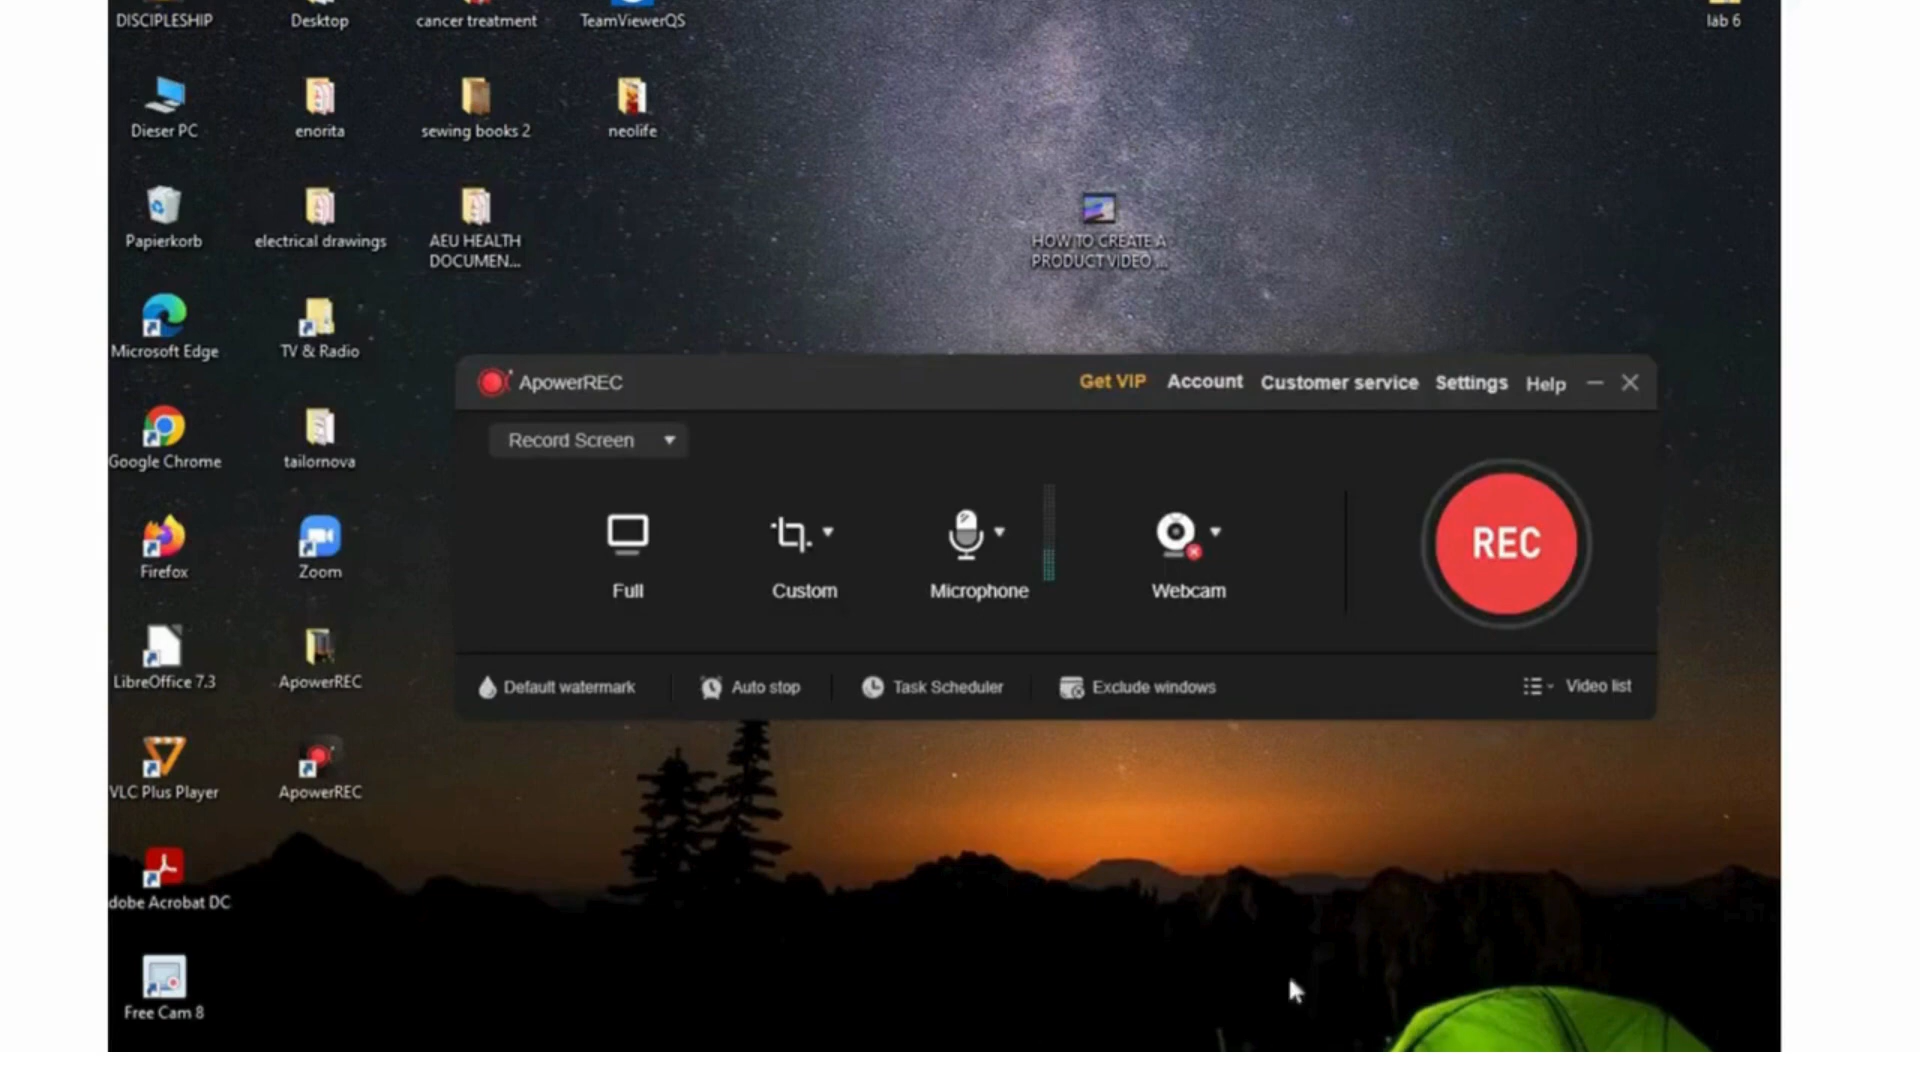 DISCIPLESHIP
Desktop
cancer treatment
TeamViewerQS
lab 6
Dieser PC
enorita
sewing books 2
neolife
Papierkorb
electrical drawings
AEU HEALTH
DOCUMEN...
HOW TO CREATE A
PRODUCT VIDEO ...
Microsoft Edge
TV & Radio
ApowerREC
Get VIP
Account
Customer service
Settings
Help
Record Screen
Google Chrome
tailornova
Full
Custom
Microphone
Webcam
REC
Firefox
Zoom
LibreOffice 7.3
ApowerREC
Default watermark
Auto stop
Task Scheduler
Exclude windows
Video list
VLC Plus Player
ApowerREC
dobe Acrobat DC
Free Cam 8